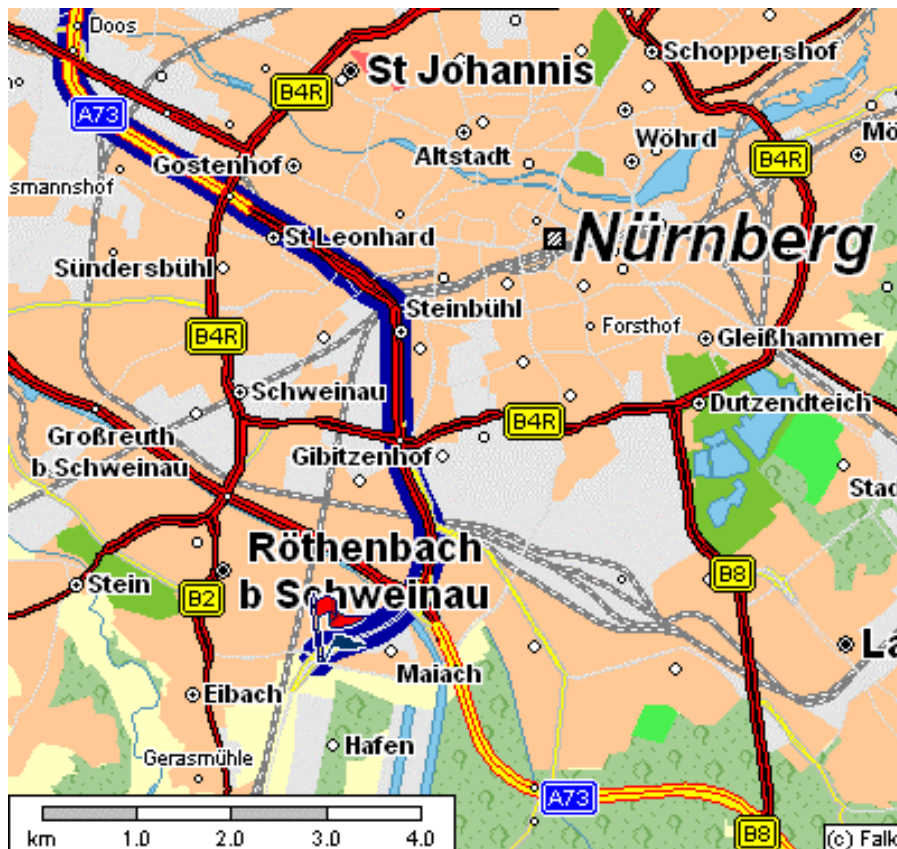 Doos
St Johannis
Schoppershof
B4R
A73
Wöhrd
Mö
Altstadt
B4R
Gostenhof
smannshof
St Leonhard
Nürnberg
Sündersbühl
Steinbühl
Forsthof
B4R
Gleißhammer
Schweinau
Dutzendteich
B4R
Großreuth
b Schweinau
Gibitzenhof
Stad
Röthenbach
b Schweinau
Stein
B2
B8
La
Maiach
Eibach
Hafen
Gerasmühle
A73
km 1.0 2.0 3.0 4.0
B8
(c) Falk